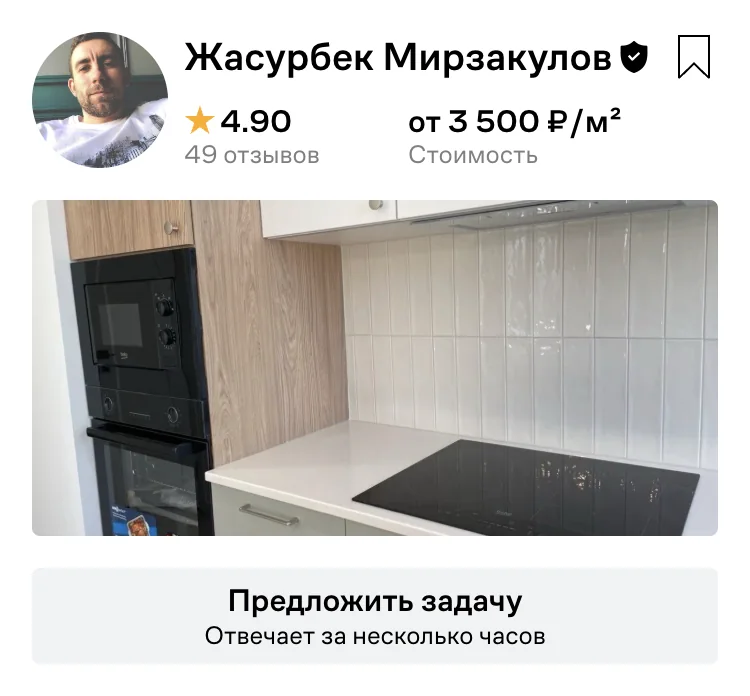 Жасурбек Мирзакулов
4.90
от 3 500 ₽/м²
49 отзывов
Стоимость
Предложить задачу
Отвечает за несколько часов